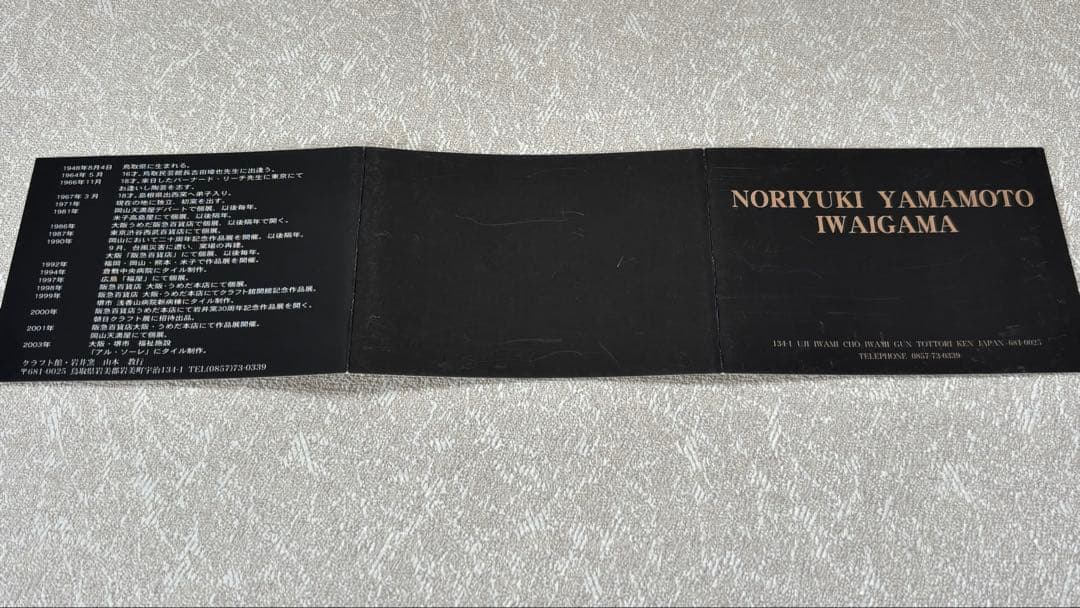 1948年8月4日 鳥取県に生まれる。
1964年5月 16才、鳥取民芸館長吉田璋也先生に出逢う。
1966年11月 18才、来日したバーナード・リーチ先生に東京にて
お逢いし陶芸を志す。
1967年3月 18才、島根県出西窯へ弟子入り。
1971年 現在の地に独立、初窯を出す。
1981年 岡山天満屋デパートで個展、以後毎年。
米子高島屋にて個展、以後隔年。
1986年 大阪うめだ阪急百貨店で個展、以後隔年で開く。
1987年 東京渋谷西武百貨店にて個展。
1990年 岡山において二十周年記念作品展を開催。以後隔年。
9月、台風災害に遭い、窯場の再建。
大阪「阪急百貨店」にて個展、以後毎年。
1992年 福岡・岡山・熊本・米子で作品展を開催。
1994年 倉敷中央病院にタイル制作。
1997年 広島「福屋」にて個展。
1998年 阪急百貨店 大阪・うめだ本店にて個展。
1999年 阪急百貨店 大阪・うめだ本店にてクラフト館開館記念作品展。
堺市 浅香山病院新病棟にタイル制作。
2000年 阪急百貨店うめだ本店にて岩井窯30周年記念作品展を開く。
朝日クラフト展に招待出品。
2001年 阪急百貨店大阪・うめだ本店にて作品展開催。
岡山天満屋にて個展。
2003年 大阪・堺市 福祉施設
「アル・ソーレ」にタイル制作。
クラフト館・岩井窯 山本 教行
〒681-0025 鳥取県岩美郡岩美町宇治134-1 TEL(0857)73-0339
NORIYUKI YAMAMOTO
IWAIGAMA
134-1 UJI IWAMI CHO IWAMI GUN TOTTORI KEN JAPAN 681-0025
TELEPHONE 0857-73-0339